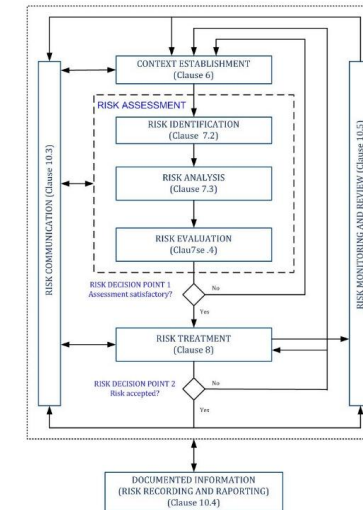 CONTEXT ESTABLISHMENT
(Clause 6)
RISK ASSESSMENT
RISK IDENTIFICATION
(Clause 7.2)
RISK ANALYSIS
(Clause 7.3)
RISK EVALUATION
(Clau7se .4)
RISK DECISION POINT 1
Assessment satisfactory?
No
Yes
RISK TREATMENT
(Clause 8)
RISK DECISION POINT 2
Risk accepted?
No
Yes
RISK COMMUNICATION (Clause 10.3)
RISK MONITORING AND REVIEW (Clause 10.5)
DOCUMENTED INFORMATION
(RISK RECORDING AND RAPORTING)
(Clause 10.4)